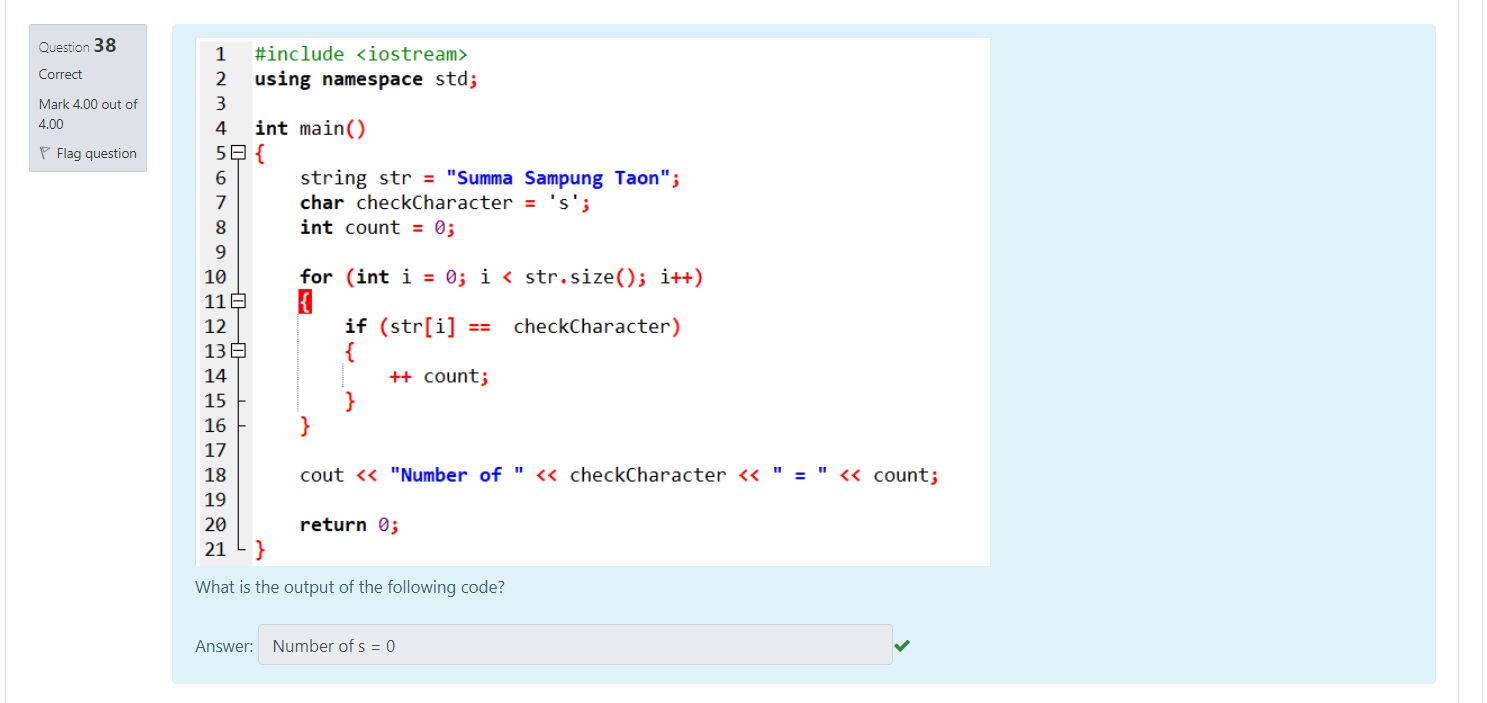 Question 38
Correct
Mark 4.00 out of
4.00
Flag question
1 #include <iostream>
2 using namespace std;
3
4 int main()
5 {
6 string str = "Summa Sampung Taon";
7 char checkCharacter = 's';
8 int count = 0;
9
10 for (int i = 0; i < str.size(); i++)
11 {
12 if (str[i] ==  checkCharacter)
13 {
14 ++ count;
15 }
16 }
17
18 cout << "Number of " << checkCharacter << " = " << count;
19
20 return 0;
21 }
What is the output of the following code?
Answer: Number of s = 0